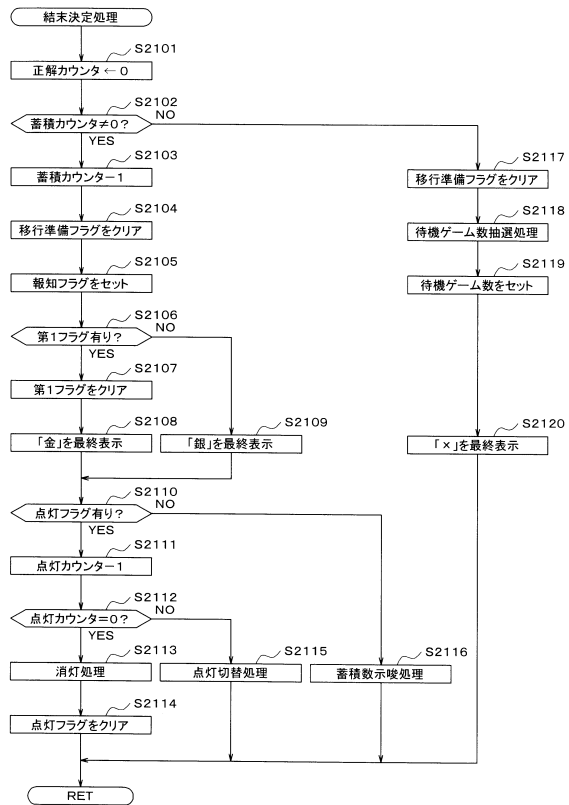 結末決定処理
S2101
正解カウンタ←0
S2102
蓄積カウンタ≠0?
NO
YES
S2103
蓄積カウンター1
S2104
移行準備フラグをクリア
S2105
報知フラグをセット
S2106
第1フラグ有り?
NO
YES
S2107
第1フラグをクリア
S2108
「金」を最終表示
S2109
「銀」を最終表示
S2110
点灯フラグ有り?
NO
YES
S2111
点灯カウンター1
S2112
点灯カウンタ=0?
NO
YES
S2113
消灯処理
S2114
点灯フラグをクリア
S2115
点灯切替処理
S2116
蓄積数示唆処理
S2117
移行準備フラグをクリア
S2118
待機ゲーム数抽選処理
S2119
待機ゲーム数をセット
S2120
「×」を最終表示
RET